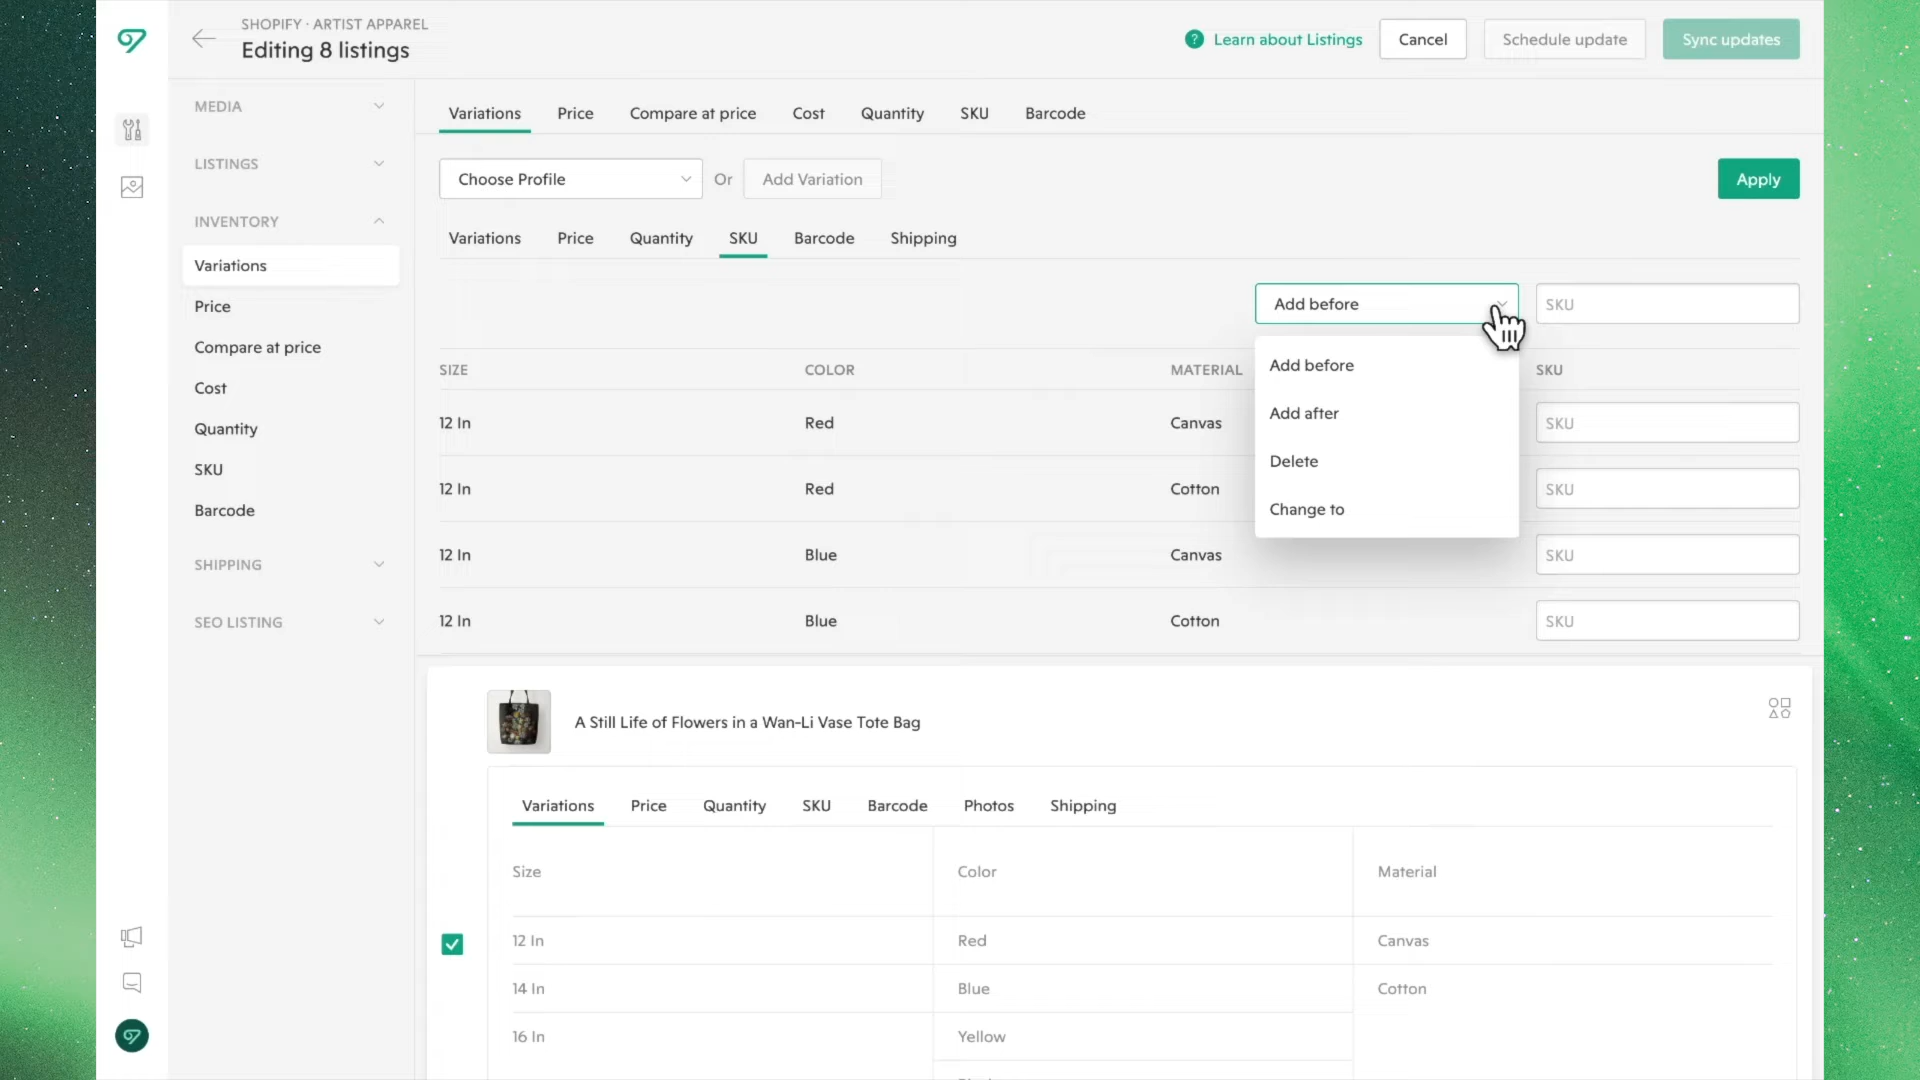 SHOPIFY · ARTIST APPAREL
Editing 8 listings
? Learn about Listings
Cancel
Schedule update
Sync updates
MEDIA
LISTINGS
INVENTORY
Variations
Price
Compare at price
Cost
Quantity
SKU
Barcode
SHIPPING
SEO LISTING
Variations Price Compare at price Cost Quantity SKU Barcode
Choose Profile Or Add Variation Apply
Variations Price Quantity SKU Barcode Shipping
Add before SKU
Add before
Add after
Delete
Change to
SIZE COLOR MATERIAL SKU
12 In Red Canvas SKU
12 In Red Cotton SKU
12 In Blue Canvas SKU
12 In Blue Cotton SKU
A Still Life of Flowers in a Wan-Li Vase Tote Bag
Variations Price Quantity SKU Barcode Photos Shipping
Size Color Material
12 In Red Canvas
14 In Blue Cotton
16 In Yellow